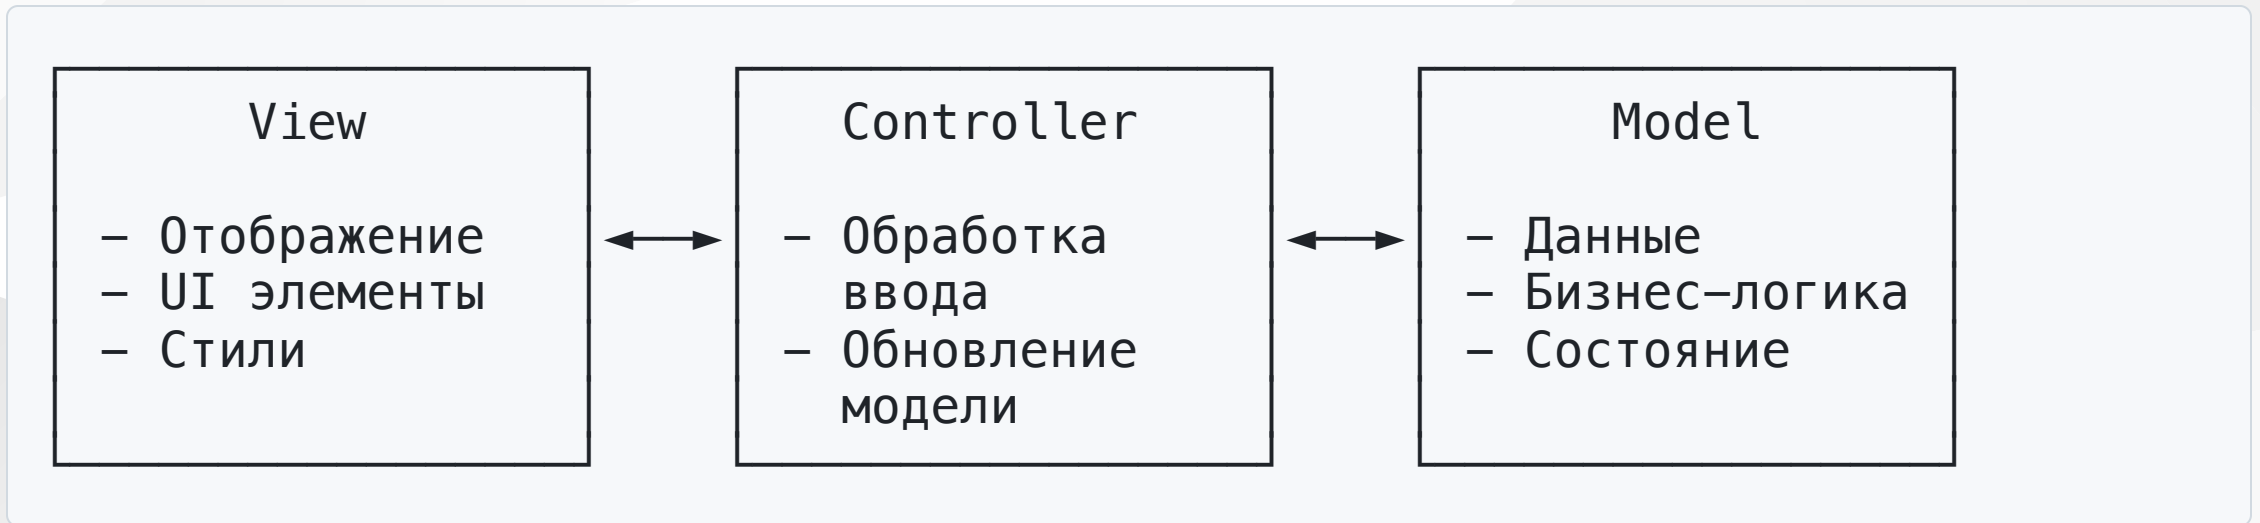 View
– Отображение
– UI элементы
– Стили
Controller
– Обработка
ввода
– Обновление
модели
Model
– Данные
– Бизнес–логика
– Состояние